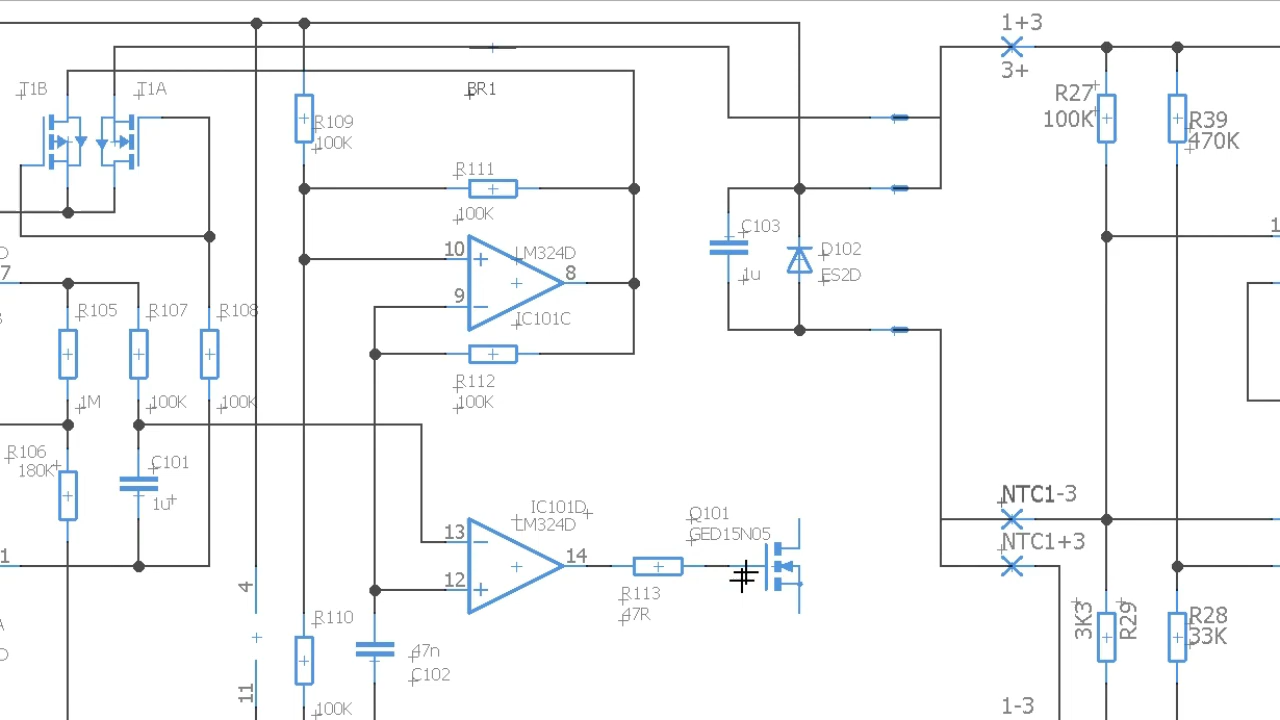 1+3
3+
T1B
T1A
BR1
R27
100K
R39
470K
R109
100K
R111
100K
C103
1u
D102
ES2D
10
LM324D
8
9
IC101C
7
R105
R107
R108
1M
100K
100K
R112
100K
R106
180K
C101
1u
NTC1-3
NTC1+3
IC101D
LM324D
13
14
12
Q101
GED15N05
R113
47R
1
4
11
R110
100K
47n
C102
3K3
R29
R28
33K
1-3
1